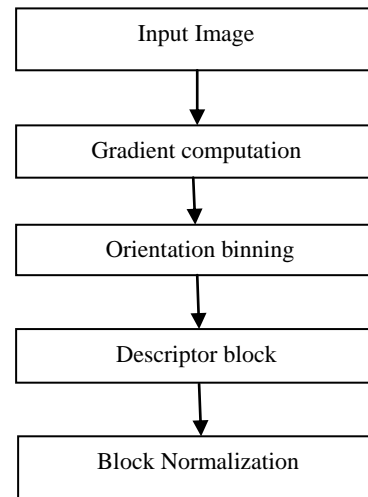 Input Image
Gradient computation
Orientation binning
Descriptor block
Block Normalization